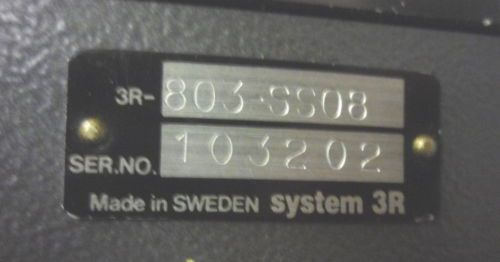 3R-803-SS08
SER.NO. 103202
Made in SWEDEN system 3R